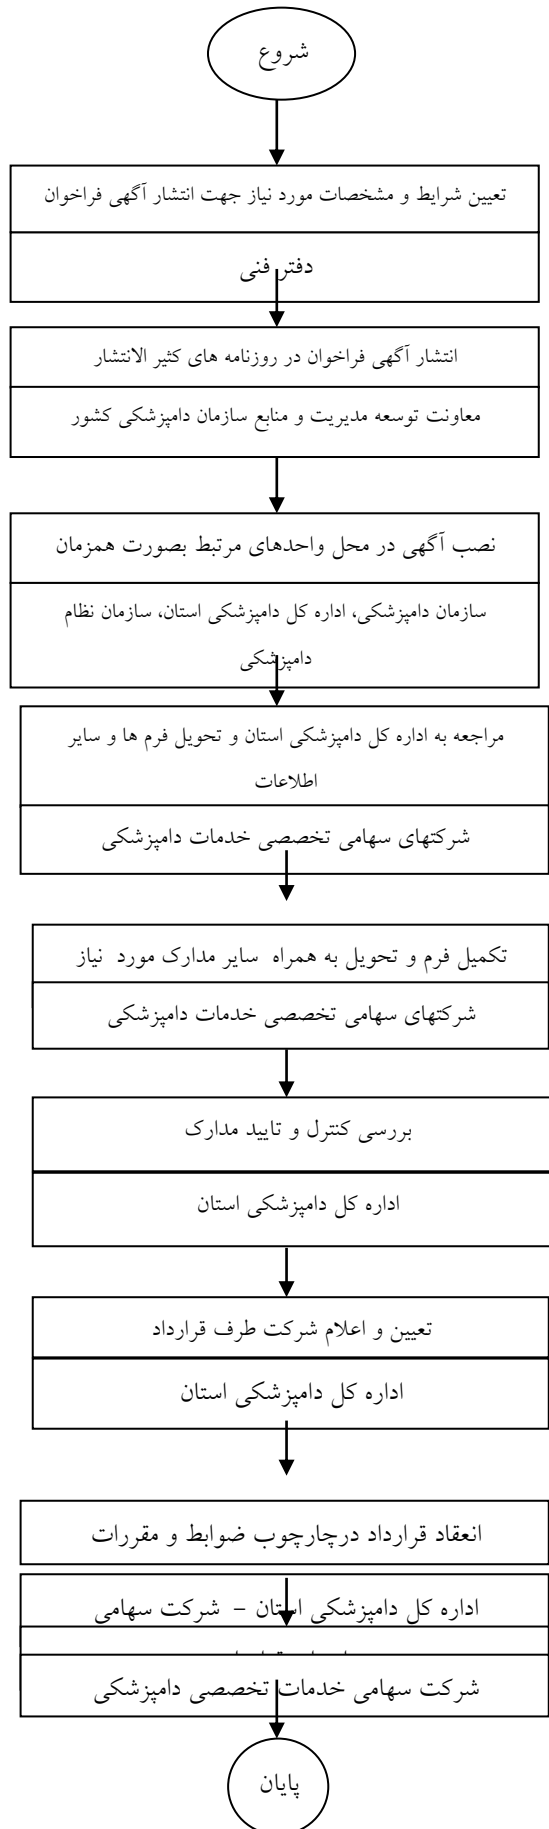 شروع
تعیین شرایط و مشخصات مورد نیاز جهت انتشار آگهی فراخوان
دفتر فنی
انتشار آگهی فراخوان در روزنامه های کثیر الانتشار
معاونت توسعه مدیریت و منابع سازمان دامپزشکی کشور
نصب آگهی در محل واحدهای مرتبط بصورت همزمان
سازمان دامپزشکی، اداره کل دامپزشکی استان، سازمان نظام
دامپزشکی
مراجعه به اداره کل دامپزشکی استان و تحویل فرم ها و سایر
اطلاعات
شرکتهای سهامی تخصصی خدمات دامپزشکی
تکمیل فرم و تحویل به همراه سایر مدارک مورد نیاز
شرکتهای سهامی تخصصی خدمات دامپزشکی
بررسی کنترل و تایید مدارک
اداره کل دامپزشکی استان
تعیین و اعلام شرکت طرف قرارداد
اداره کل دامپزشکی استان
انعقاد قرارداد درچارچوب ضوابط و مقررات
اداره کل دامپزشکی استان – شرکت سهامی
شرکت سهامی خدمات تخصصی دامپزشکی
پایان